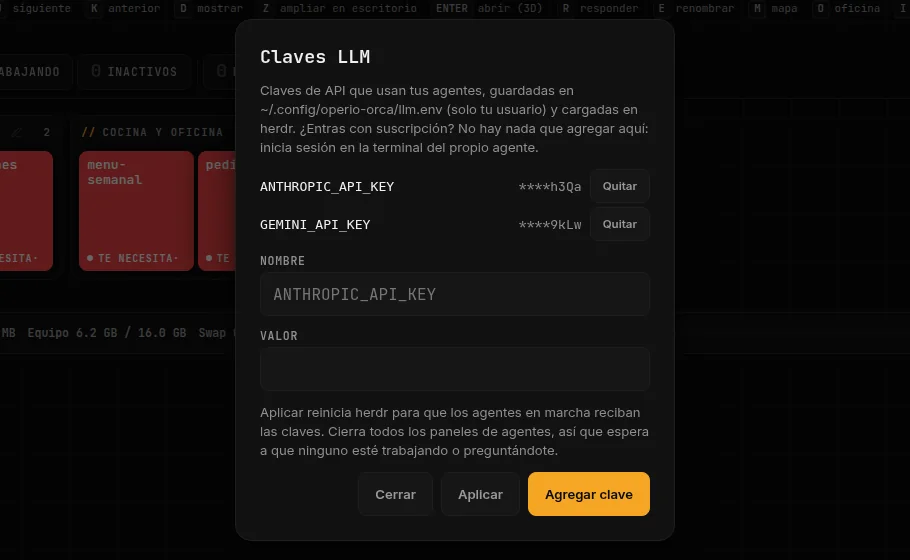 siguiente K anterior D mostrar Z ampliar en escritorio ENTER abrir (3D) R responder E renombrar M mapa O oficina I
ABAJANDO 0 INACTIVOS 0
2 // COCINA Y OFICINA
es menu-semanal pedi
ESITA· ● TE NECESITA· ● TE
MB Equipo 6.2 GB / 16.0 GB Swap
Claves LLM
Claves de API que usan tus agentes, guardadas en
~/.config/operio-orca/llm.env (solo tu usuario) y cargadas en
herdr. ¿Entras con suscripción? No hay nada que agregar aquí:
inicia sesión en la terminal del propio agente.
ANTHROPIC_API_KEY ****h3Qa Quitar
GEMINI_API_KEY ****9kLw Quitar
NOMBRE
ANTHROPIC_API_KEY
VALOR
Aplicar reinicia herdr para que los agentes en marcha reciban
las claves. Cierra todos los paneles de agentes, así que espera
a que ninguno esté trabajando o preguntándote.
Cerrar Aplicar Agregar clave